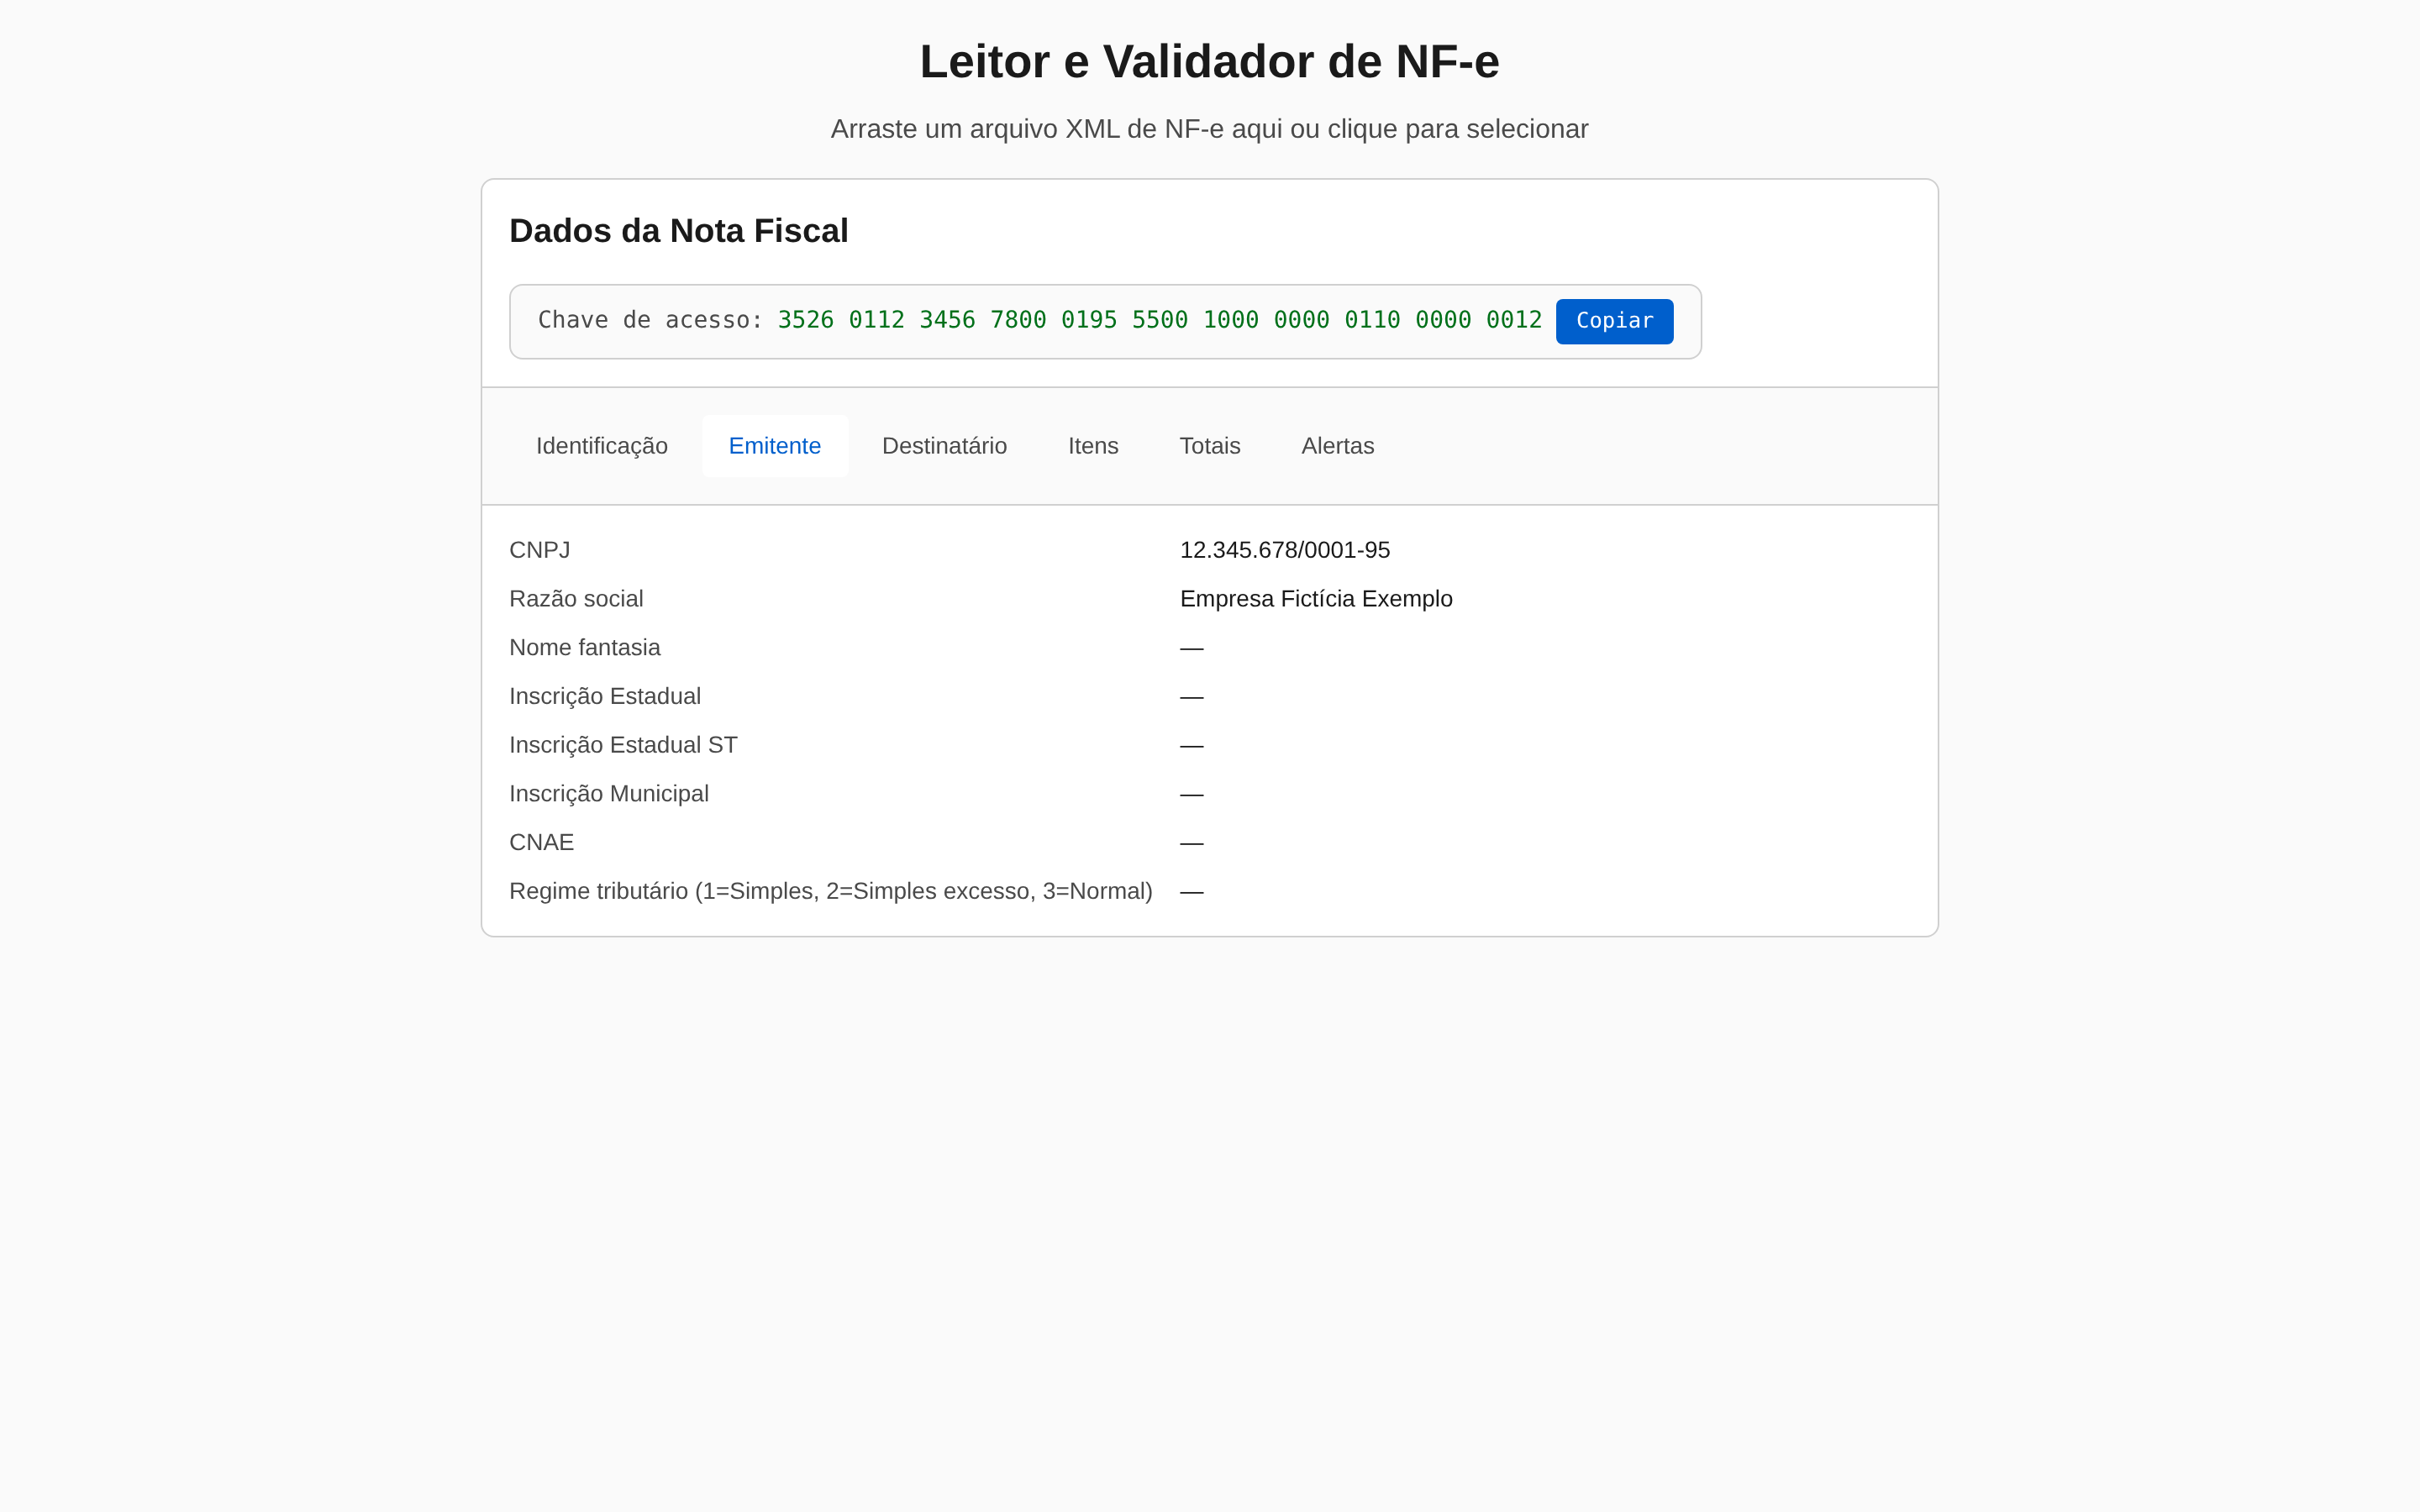 Leitor e Validador de NF-e
Arraste um arquivo XML de NF-e aqui ou clique para selecionar
Dados da Nota Fiscal
Chave de acesso: 3526 0112 3456 7800 0195 5500 1000 0000 0110 0000 0012 Copiar
Identificação Emitente Destinatário Itens Totais Alertas
CNPJ 12.345.678/0001-95
Razão social Empresa Fictícia Exemplo
Nome fantasia —
Inscrição Estadual —
Inscrição Estadual ST —
Inscrição Municipal —
CNAE —
Regime tributário (1=Simples, 2=Simples excesso, 3=Normal) —